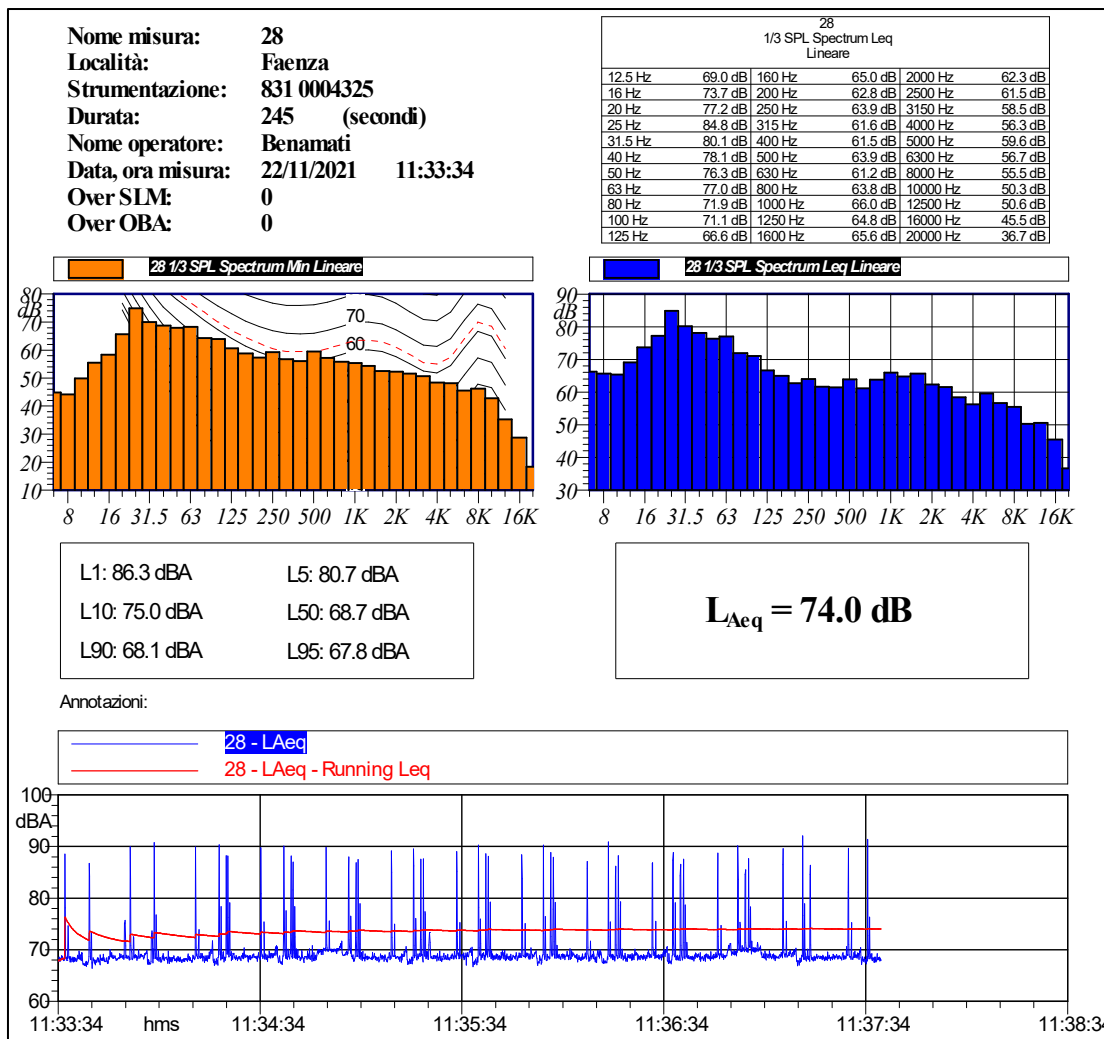 Nome misura: 28
Località: Faenza
Strumentazione: 831 0004325
Durata: 245 (secondi)
Nome operatore: Benamati
Data, ora misura: 22/11/2021 11:33:34
Over SLM: 0
Over OBA: 0
28
1/3 SPL Spectrum Leq
Lineare
12.5 Hz 69.0 dB 160 Hz 65.0 dB 2000 Hz 62.3 dB
16 Hz 73.7 dB 200 Hz 62.8 dB 2500 Hz 61.5 dB
20 Hz 77.2 dB 250 Hz 63.9 dB 3150 Hz 58.5 dB
25 Hz 84.8 dB 315 Hz 61.6 dB 4000 Hz 56.3 dB
31.5 Hz 80.1 dB 400 Hz 61.5 dB 5000 Hz 59.6 dB
40 Hz 78.1 dB 500 Hz 63.9 dB 6300 Hz 56.7 dB
50 Hz 76.3 dB 630 Hz 61.2 dB 8000 Hz 55.5 dB
63 Hz 77.0 dB 800 Hz 63.8 dB 10000 Hz 50.3 dB
80 Hz 71.9 dB 1000 Hz 66.0 dB 12500 Hz 50.6 dB
100 Hz 71.1 dB 1250 Hz 64.8 dB 16000 Hz 45.5 dB
125 Hz 66.6 dB 1600 Hz 65.6 dB 20000 Hz 36.7 dB
28 1/3 SPL Spectrum Min Lineare
80
dB
70
60
50
40
30
20
10
70
60
8 16 31.5 63 125 250 500 1K 2K 4K 8K 16K
28 1/3 SPL Spectrum Leq Lineare
90
dB
80
70
60
50
40
30
8 16 31.5 63 125 250 500 1K 2K 4K 8K 16K
L1: 86.3 dBA L5: 80.7 dBA
L10: 75.0 dBA L50: 68.7 dBA
L90: 68.1 dBA L95: 67.8 dBA
LAeq = 74.0 dB
Annotazioni:
28 - LAeq
28 - LAeq - Running Leq
100
dBA
90
80
70
60
11:33:34 hms 11:34:34 11:35:34 11:36:34 11:37:34 11:38:34